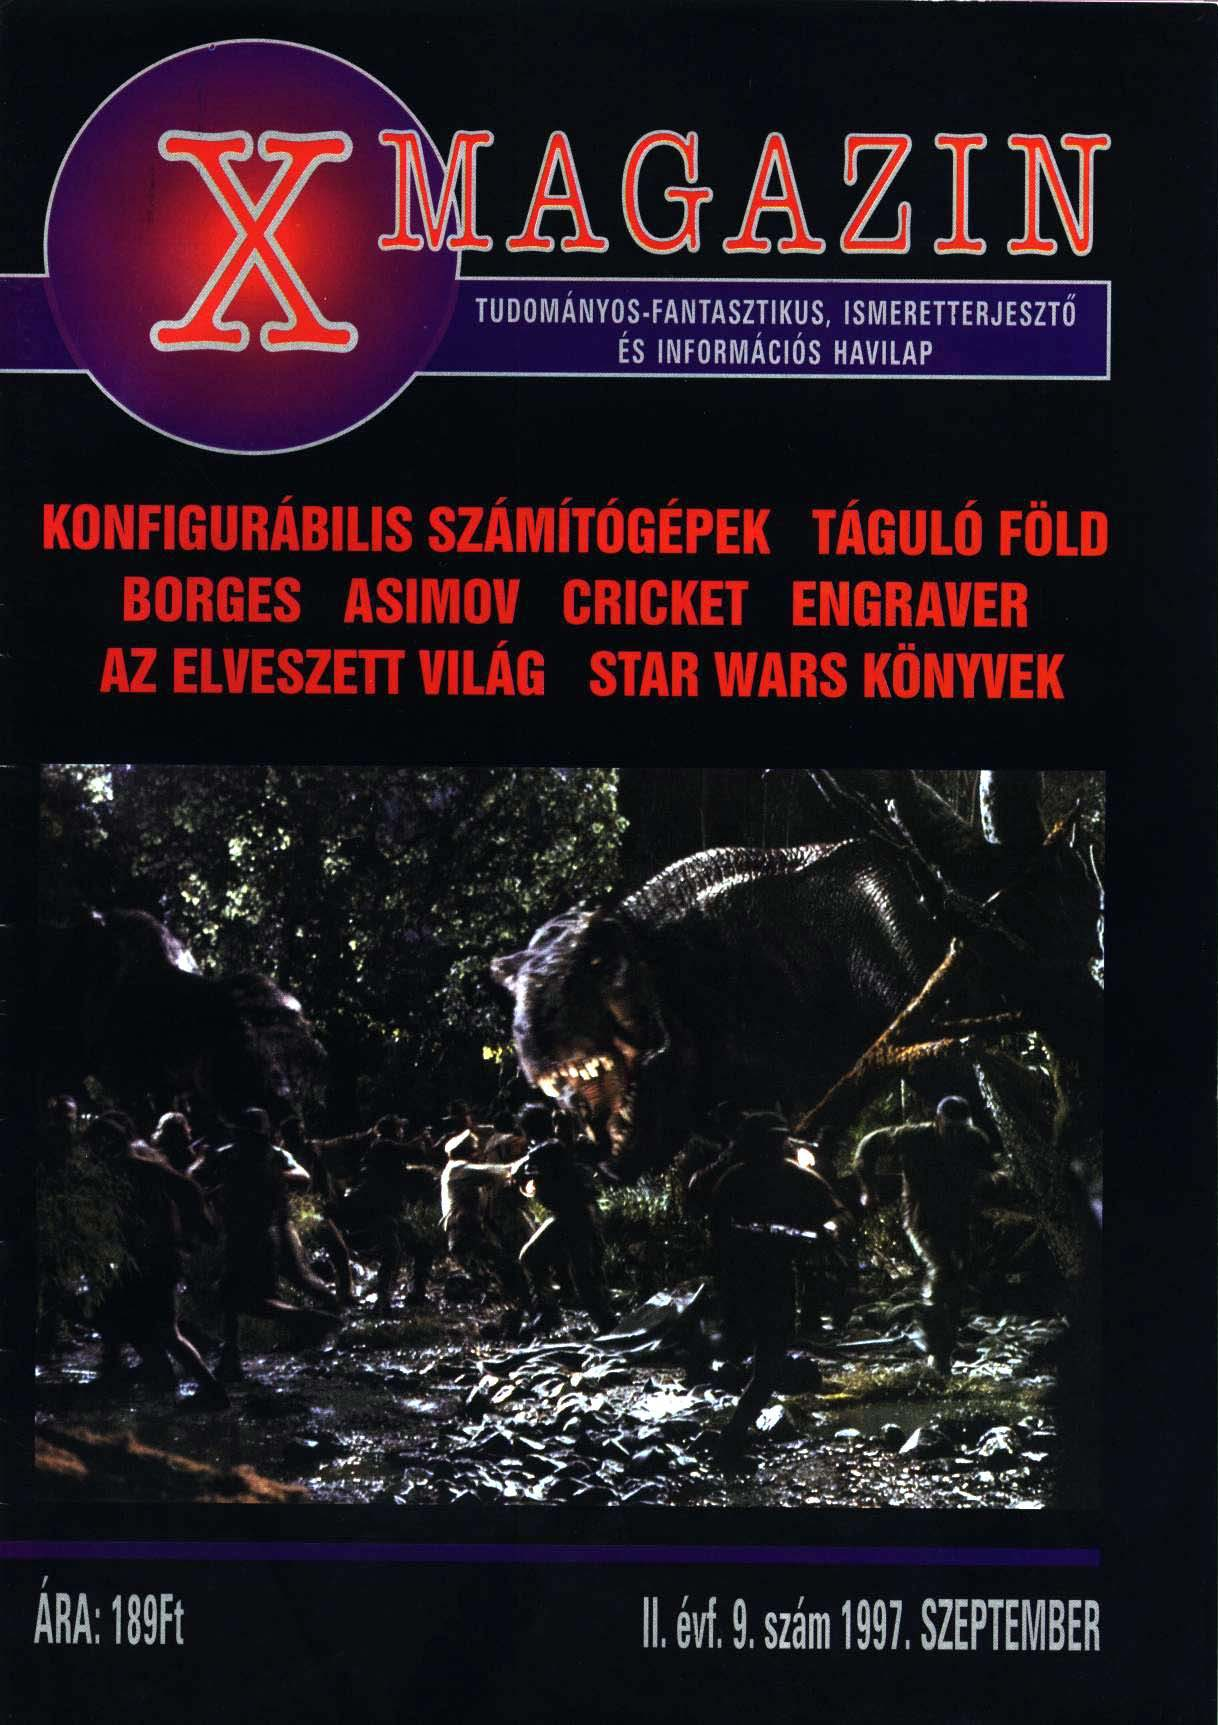 X MAGAZIN
TUDOMÁNYOS-FANTASZTIKUS, ISMERETTERJESZTŐ
ÉS INFORMÁCIÓS HAVILAP
KONFIGURÁBILIS SZÁMÍTÓGÉPEK TÁGULÓ FÖLD
BORGES ASIMOV CRICKET ENGRAVER
AZ ELVESZETT VILÁG STAR WARS KÖNYVEK
ÁRA: 189Ft
II. évf. 9. szám 1997. SZEPTEMBER